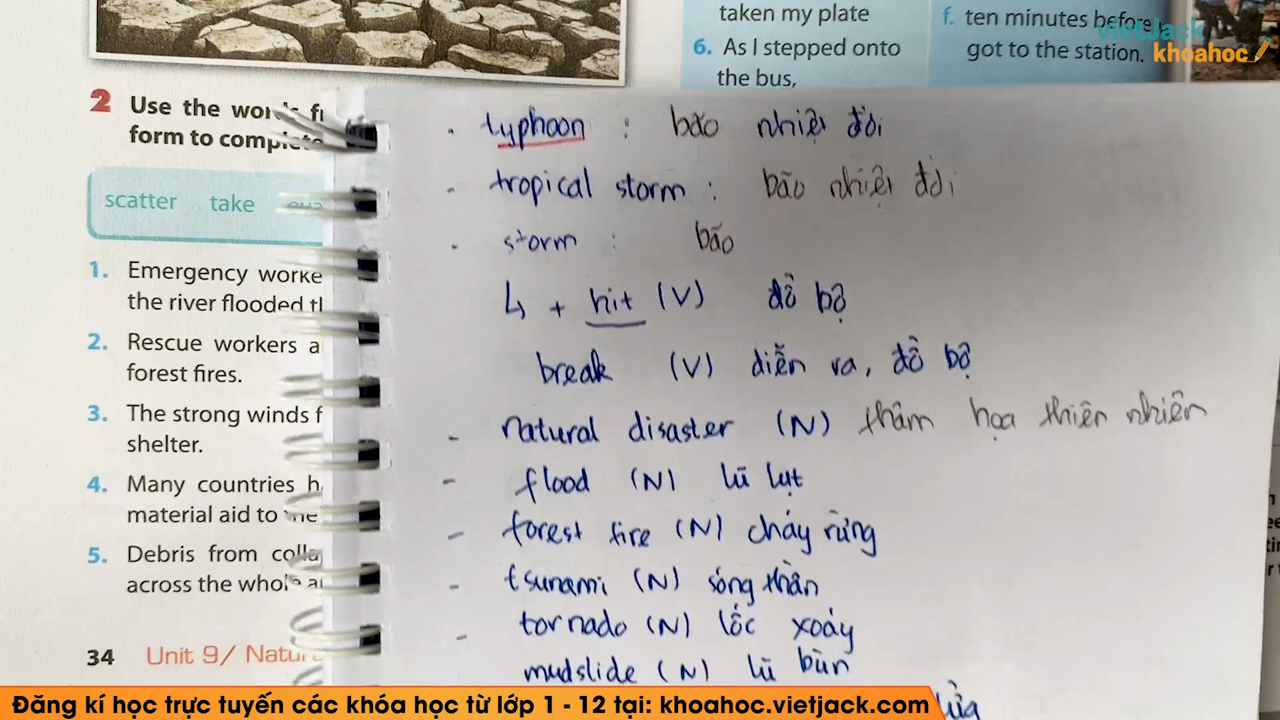 taken my plate
6. As I stepped onto
the bus,
f. ten minutes before
got to the station.
vietjack
khoahoc
2 Use the words
form to complete
scatter take
1. Emergency worke
the river flooded
2. Rescue workers a
forest fires.
3. The strong winds f
shelter.
4. Many countries h
material aid to the
5. Debris from colla
across the whole a
34 Unit 9/ Natu
. typhoon : bão nhiệt đới
- tropical storm : bão nhiệt đới
- storm : bão
↳ + hit (V) đổ bộ
break (V) diễn ra, đổ bộ
- natural disaster (N) thảm họa thiên nhiên
- flood (N) lũ lụt
- forest fire (N) cháy rừng
- tsunami (N) sóng thần
- tornado (N) lốc xoáy
mudslide (N) lũ bùn
Đăng kí học trực tuyến các khóa học từ lớp 1 - 12 tại: khoahoc.vietjack.com